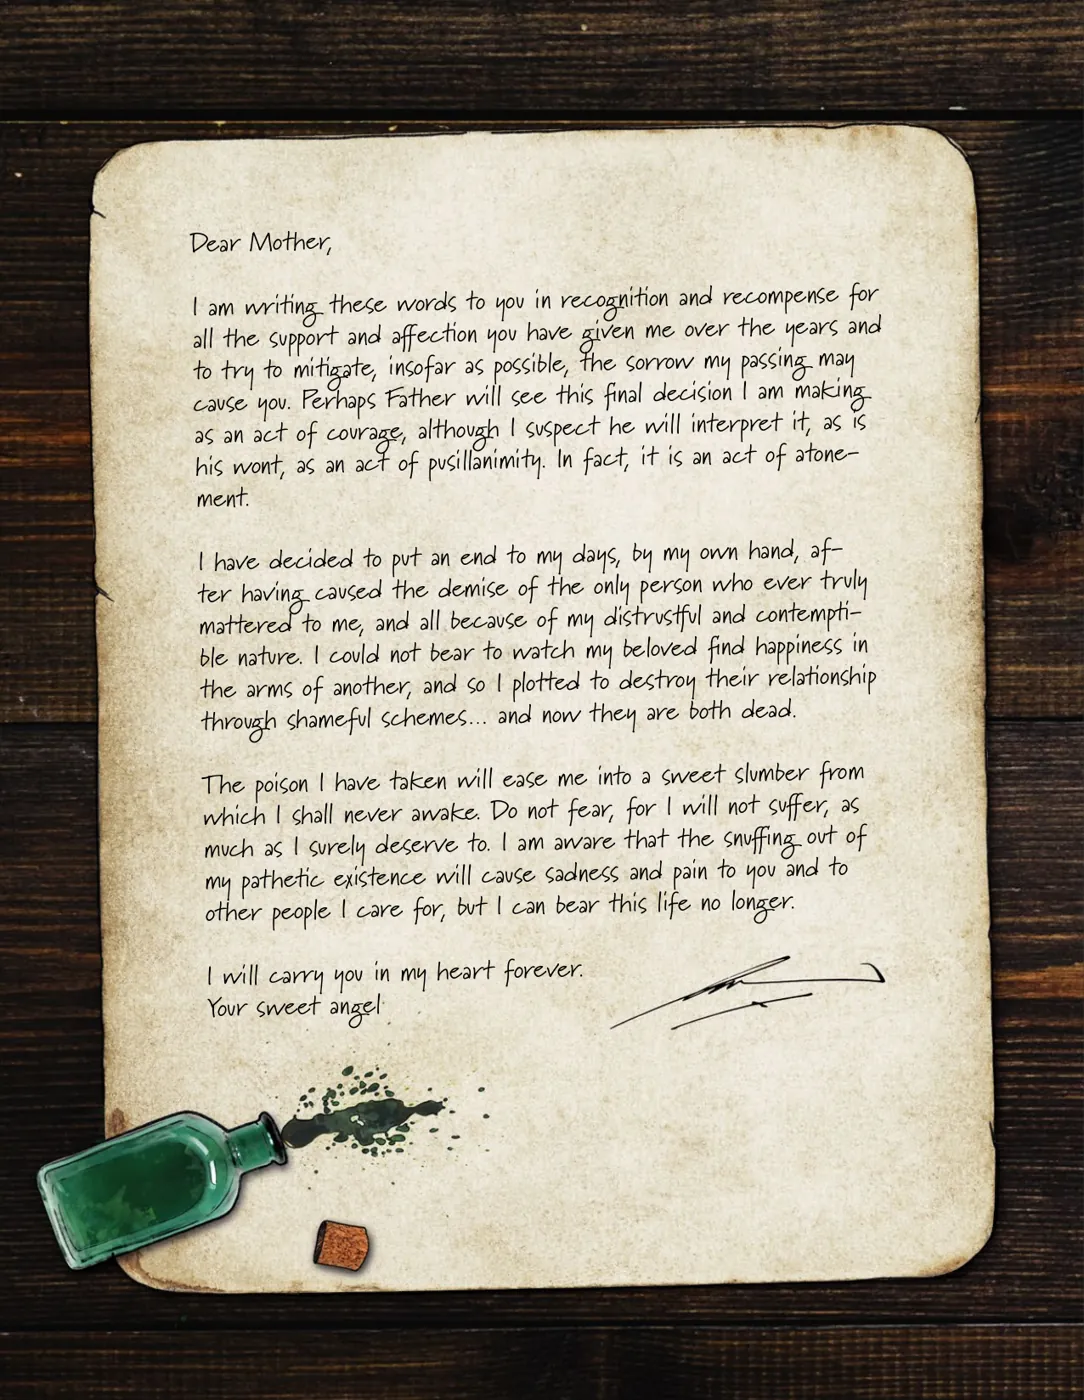 Dear Mother,
I am writing these words to you in recognition and recompense for
all the support and affection you have given me over the years and
to try to mitigate, insofar as possible, the sorrow my passing may
cause you. Perhaps Father will see this final decision I am making
as an act of courage, although I suspect he will interpret it, as is
his wont, as an act of pusillanimity. In fact, it is an act of atone-
ment.
I have decided to put an end to my days, by my own hand, af-
ter having caused the demise of the only person who ever truly
mattered to me, and all because of my distrustful and contempti-
ble nature. I could not bear to watch my beloved find happiness in
the arms of another, and so I plotted to destroy their relationship
through shameful schemes... and now they are both dead.
The poison I have taken will ease me into a sweet slumber from
which I shall never awake. Do not fear, for I will not suffer, as
much as I surely deserve to. I am aware that the snuffing out of
my pathetic existence will cause sadness and pain to you and to
other people I care for, but I can bear this life no longer.
I will carry you in my heart forever.
Your sweet angel